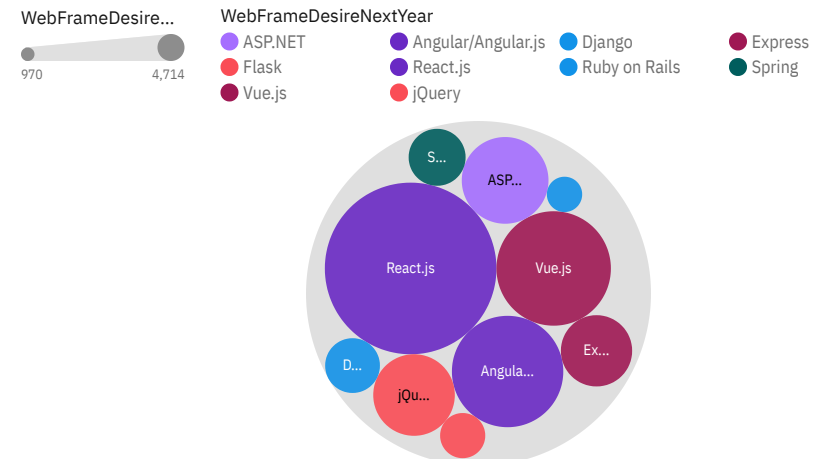 WebFrameDesire...
970
4,714
WebFrameDesireNextYear
ASP.NET
Angular/Angular.js
Django
Express
Flask
React.js
Ruby on Rails
Spring
Vue.js
jQuery
S...
ASP...
React.js
Vue.js
Ex...
D...
Angula...
jQu...